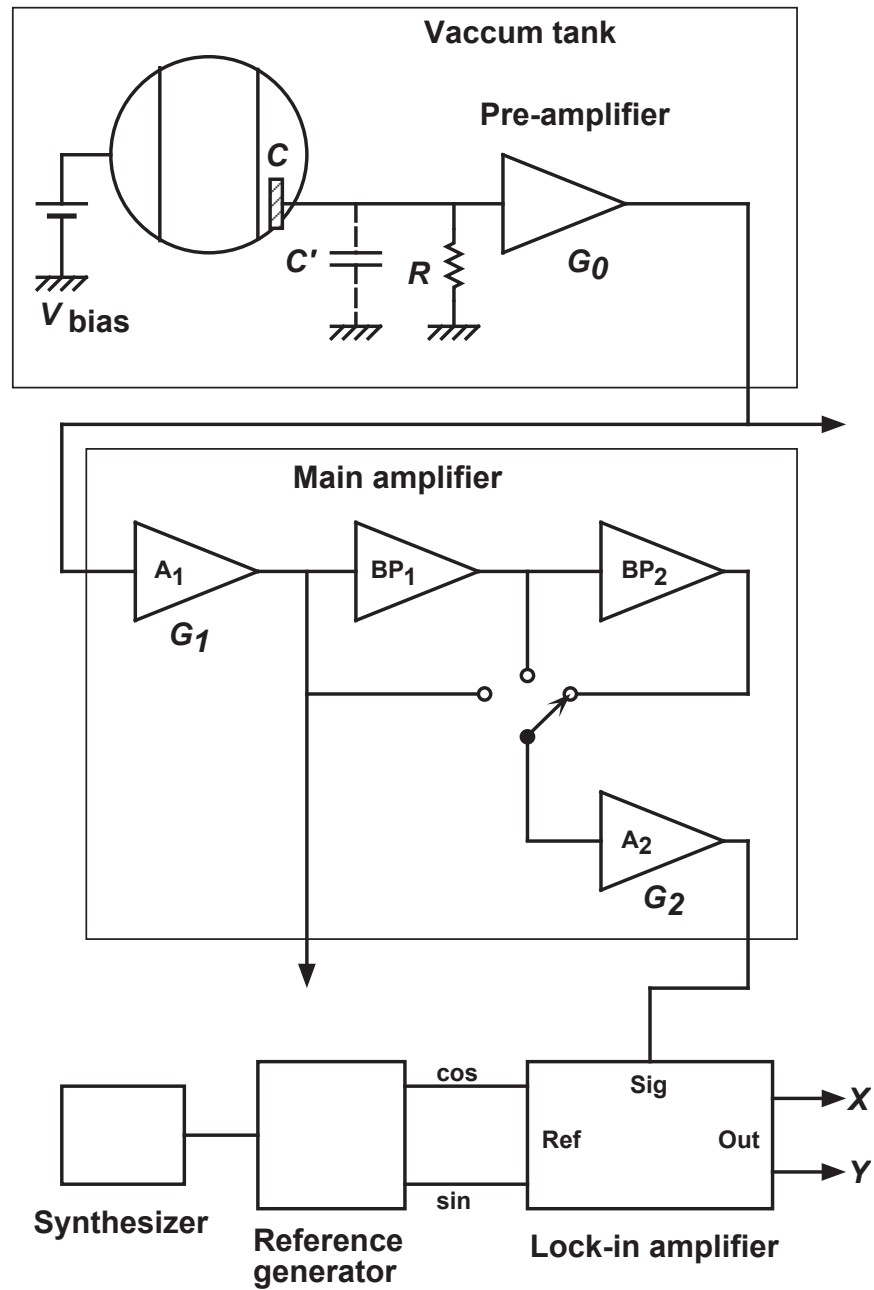 Vaccum tank
Pre-amplifier
C
C'
R
G0
V bias
Main amplifier
A1
BP1
BP2
G1
A2
G2
cos
Sig
X
Ref
Out
Y
sin
Synthesizer
Reference
generator
Lock-in amplifier